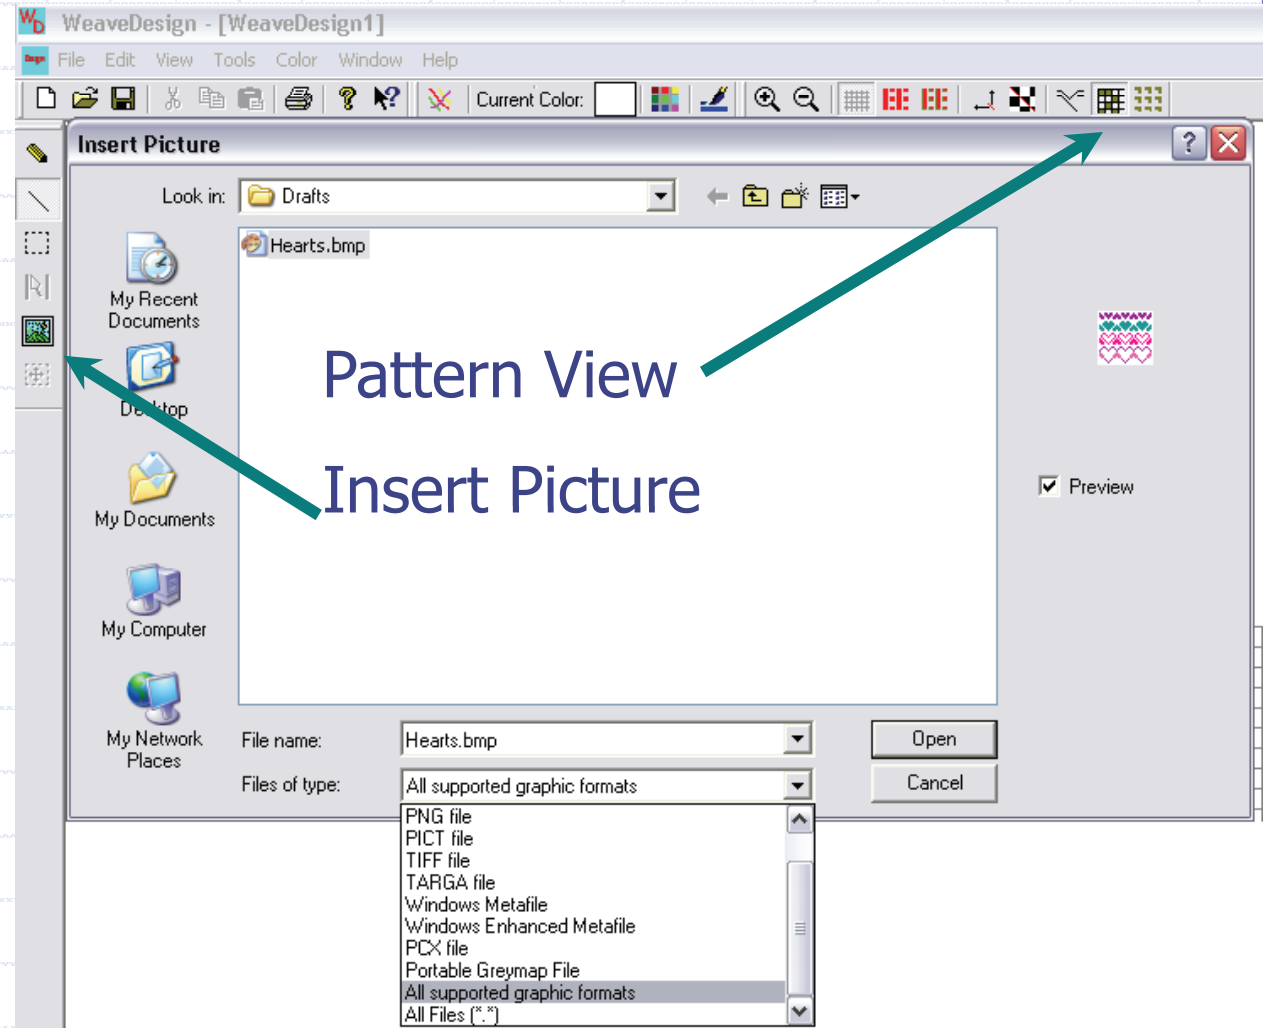 WD WeaveDesign - [WeaveDesign1]
File Edit View Tools Color Window Help
Current Color:
Insert Picture
Look in: Drafts
Hearts.bmp
My Recent
Documents
Desktop
My Documents
My Computer
My Network
Places
Pattern View
Insert Picture
Preview
File name: Hearts.bmp Open
Files of type: All supported graphic formats Cancel
PNG file
PICT file
TIFF file
TARGA file
Windows Metafile
Windows Enhanced Metafile
PCX file
Portable Greymap File
All supported graphic formats
All Files (*.*)